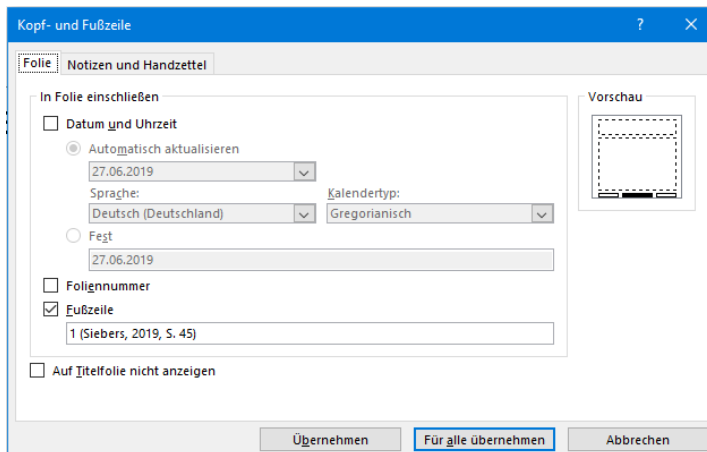 Kopf- und Fußzeile ?
Folie Notizen und Handzettel
In Folie einschließen
Vorschau
Datum und Uhrzeit
Automatisch aktualisieren
27.06.2019
Sprache: Kalendertyp:
Deutsch (Deutschland) Gregorianisch
Fest
27.06.2019
Foliennummer
Fußzeile
1 (Siebers, 2019, S. 45)
Auf Titelfolie nicht anzeigen
Übernehmen Für alle übernehmen Abbrechen